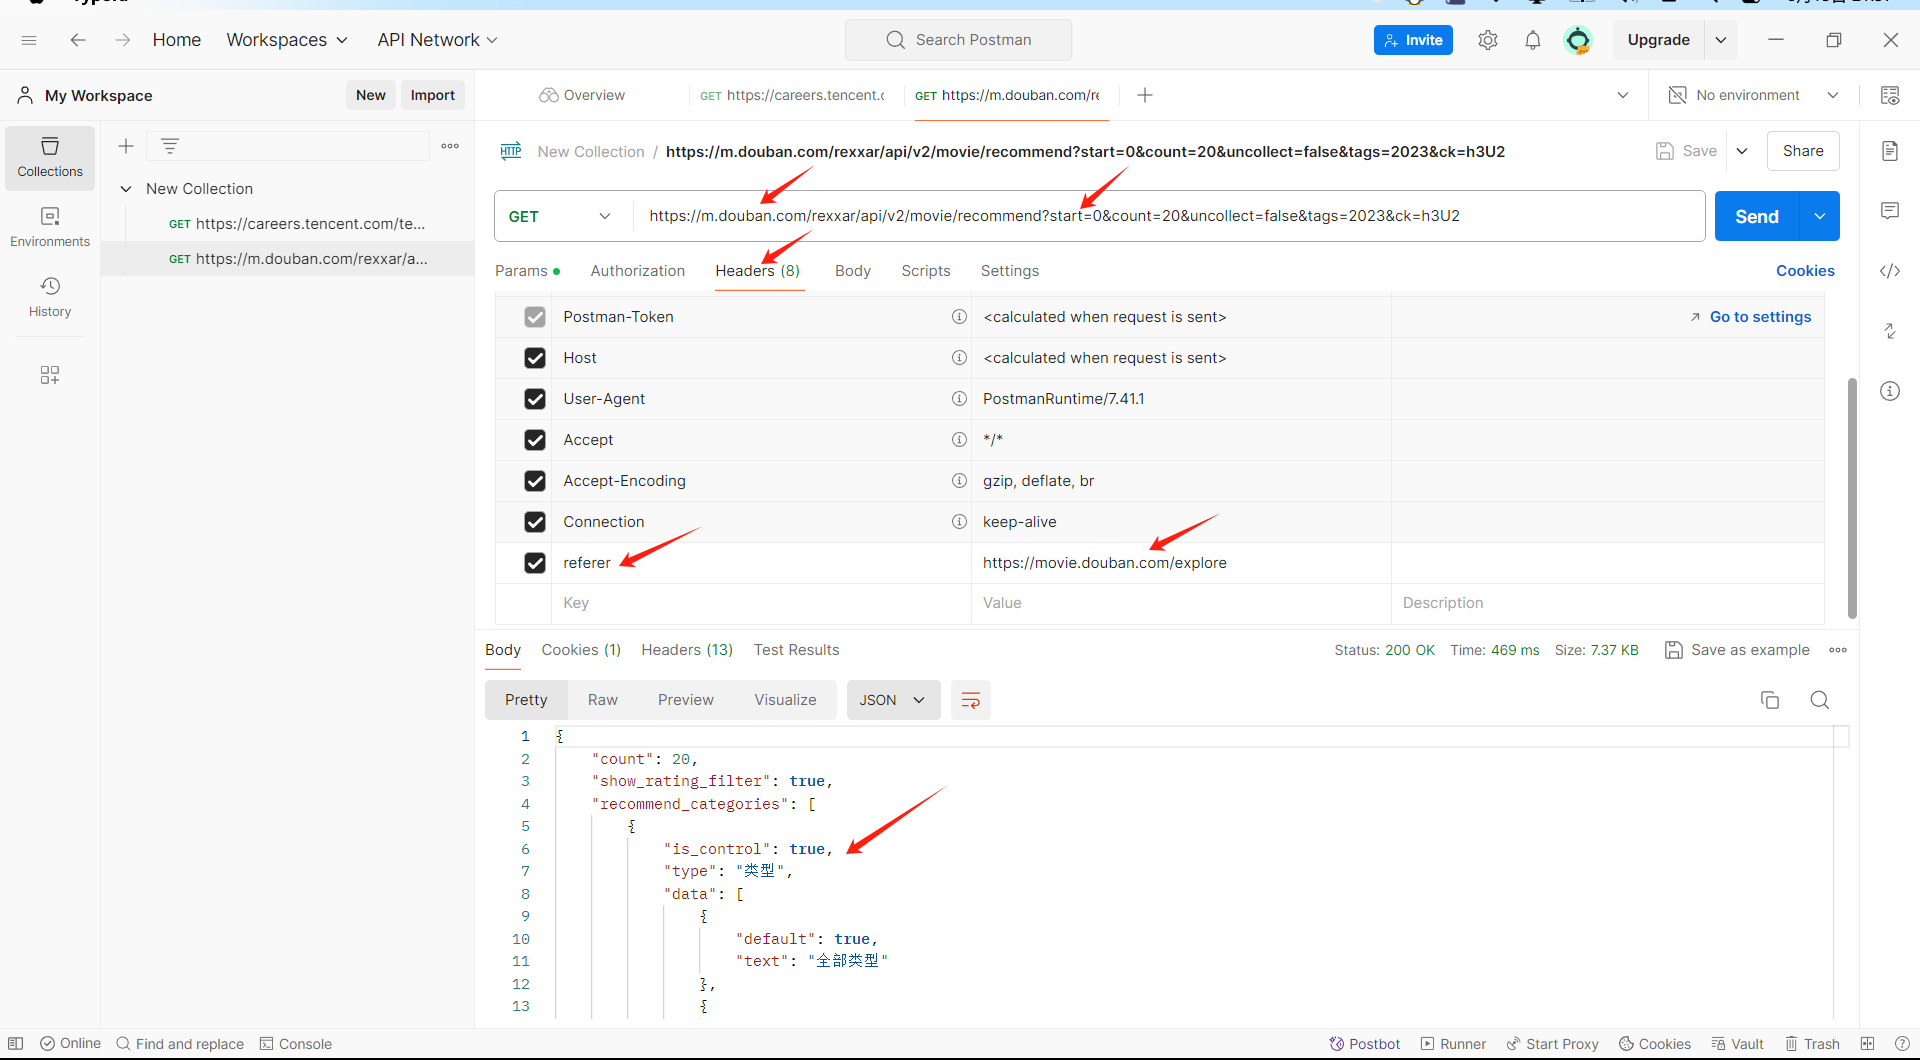 Home
Workspaces
API Network
Search Postman
Invite
Upgrade
My Workspace
New
Import
Overview
GET https://careers.tencent.c
GET https://m.douban.com/re
No environment
Collections
Environments
History
New Collection
GET https://careers.tencent.com/te...
GET https://m.douban.com/rexxar/a...
HTTP
New Collection / https://m.douban.com/rexxar/api/v2/movie/recommend?start=0&count=20&uncollect=false&tags=2023&ck=h3U2
Save
Share
GET
https://m.douban.com/rexxar/api/v2/movie/recommend?start=0&count=20&uncollect=false&tags=2023&ck=h3U2
Send
Params
Authorization
Headers (8)
Body
Scripts
Settings
Cookies
Postman-Token
<calculated when request is sent>
Go to settings
Host
<calculated when request is sent>
User-Agent
PostmanRuntime/7.41.1
Accept
*/*
Accept-Encoding
gzip, deflate, br
Connection
keep-alive
referer
https://movie.douban.com/explore
Key
Value
Description
Body
Cookies (1)
Headers (13)
Test Results
Status: 200 OK
Time: 469 ms
Size: 7.37 KB
Save as example
Pretty
Raw
Preview
Visualize
JSON
1 {
2 "count": 20,
3 "show_rating_filter": true,
4 "recommend_categories": [
5 {
6 "is_control": true,
7 "type": "类型",
8 "data": [
9 {
10 "default": true,
11 "text": "全部类型"
12 },
13 {
Online
Find and replace
Console
Postbot
Runner
Start Proxy
Cookies
Vault
Trash